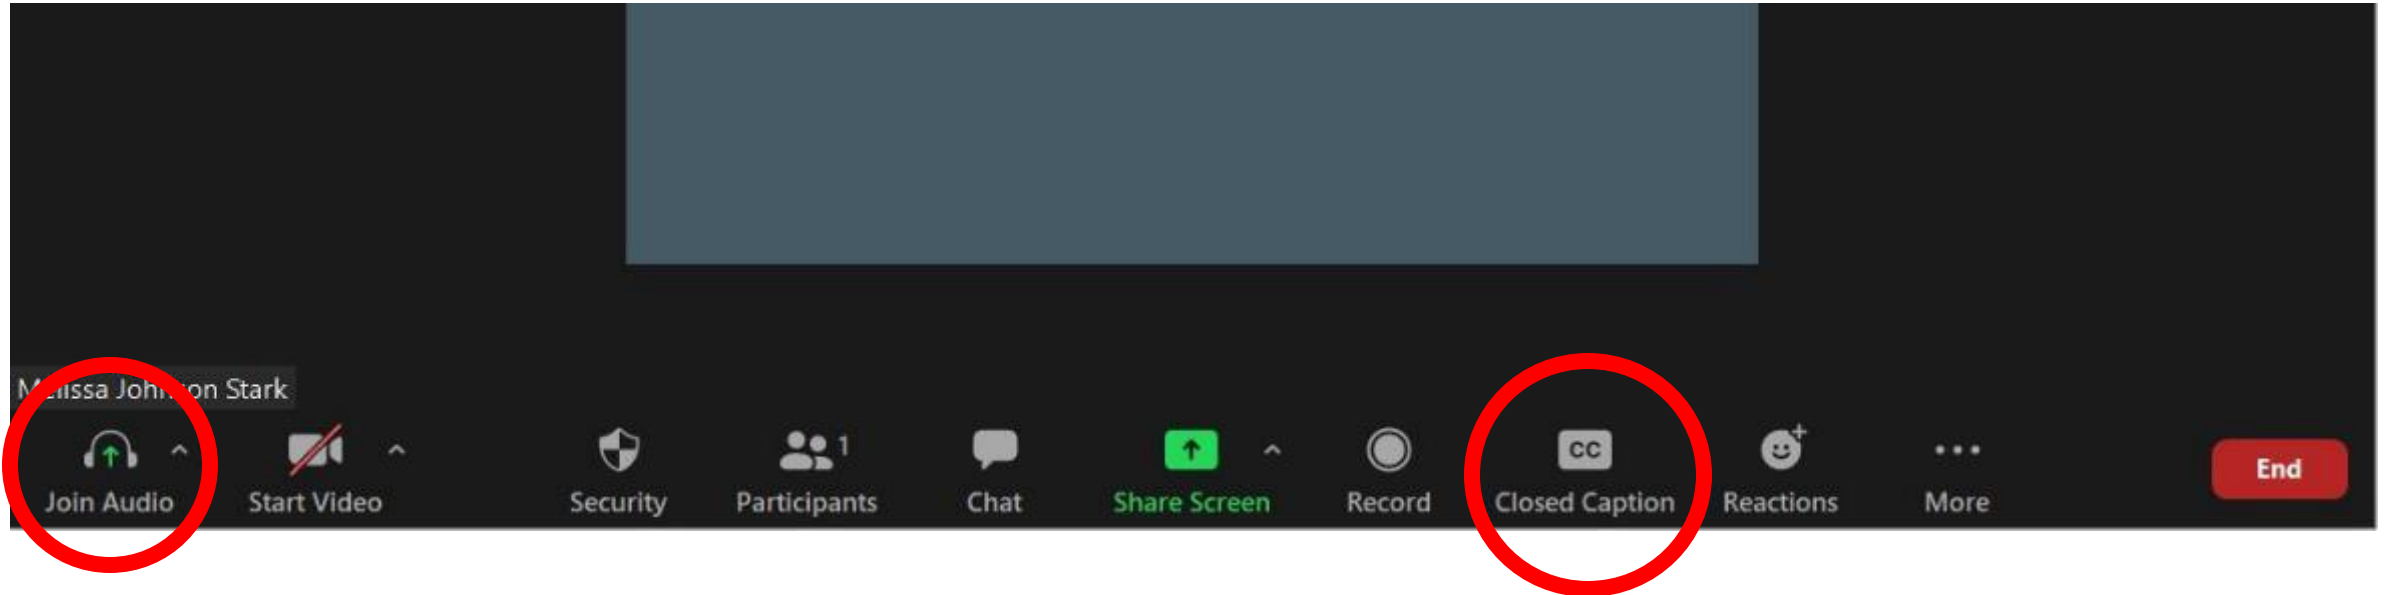 Stark
1
Join Audio
Start Video
Security
Participants
Chat
Share Screen
Record
CC
Closed Caption
Reactions
More
End